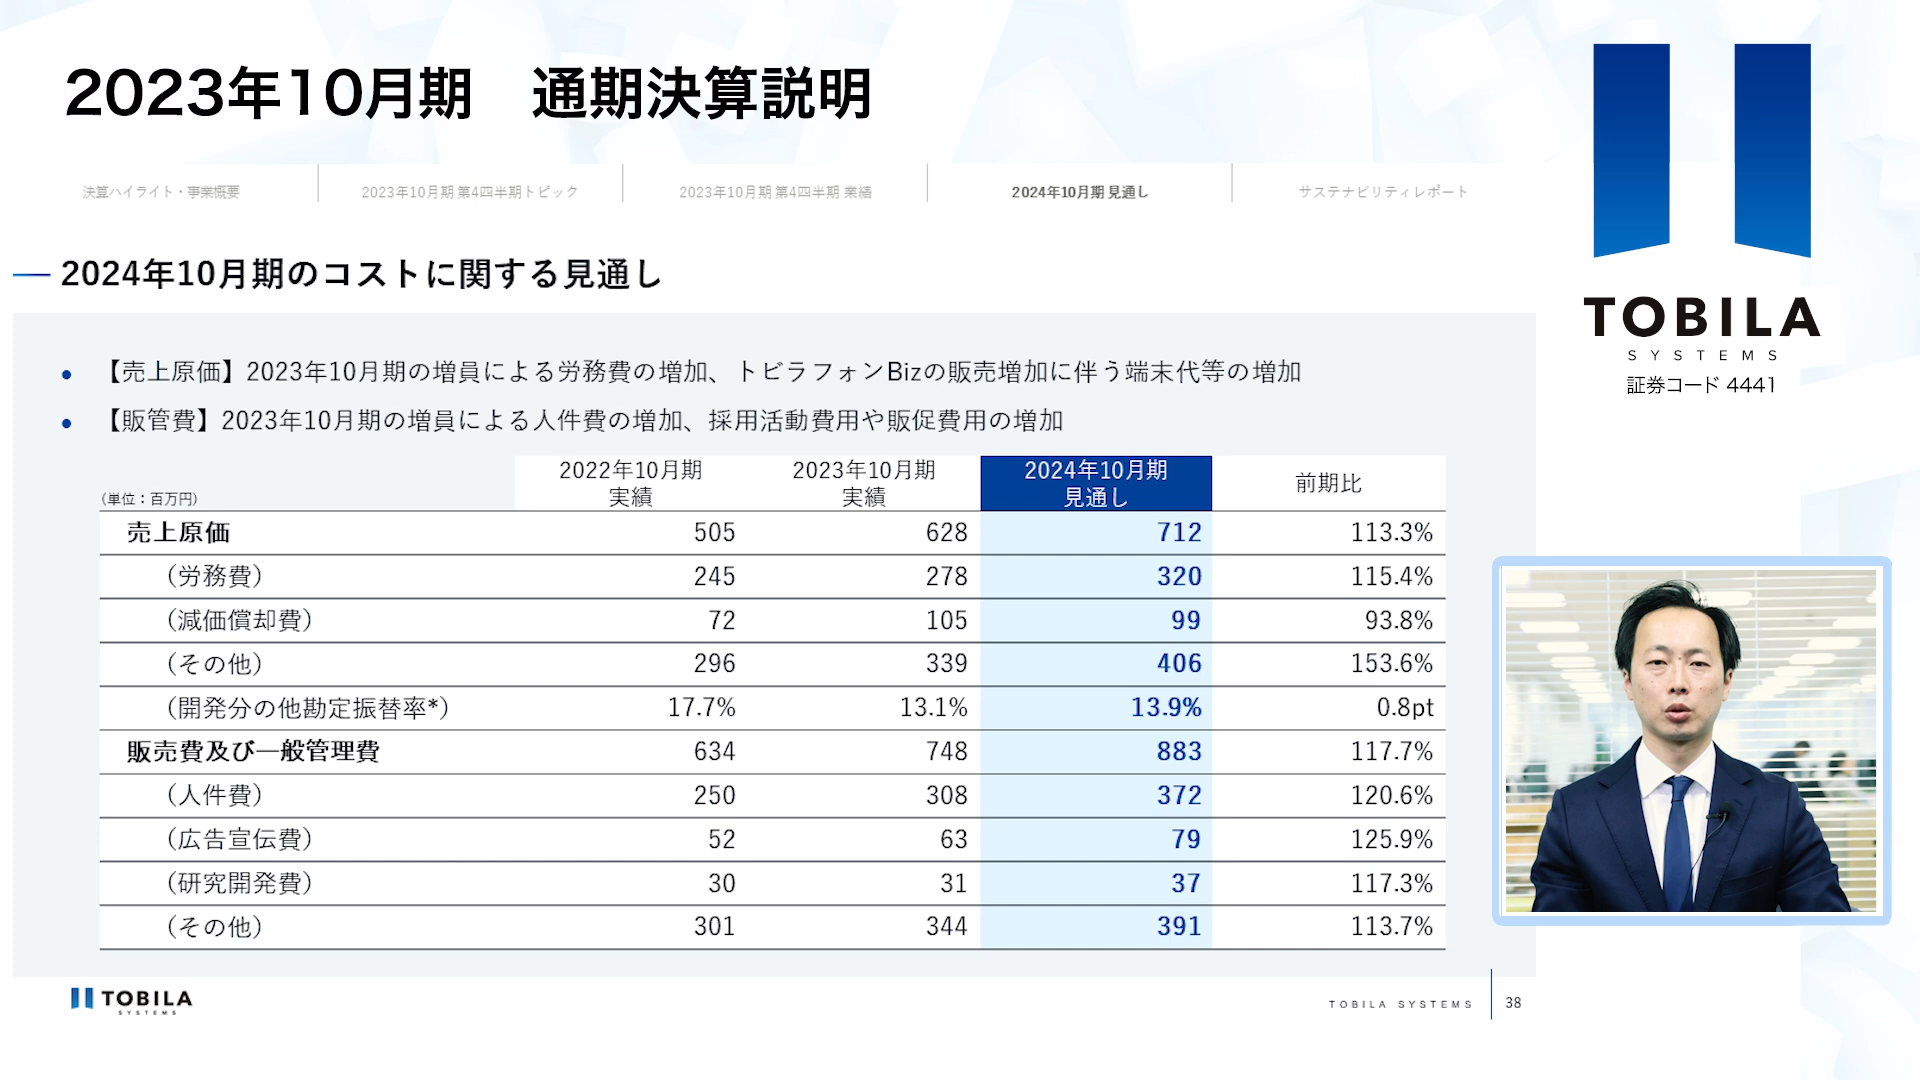 2023年10月期　通期決算説明
TOBILA
SYSTEMS
証券コード 4441
決算ハイライト・事業概要
2023年10月期 第4四半期トピック
2023年10月期 第4四半期 業績
2024年10月期 見通し
サステナビリティレポート
2024年10月期のコストに関する見通し
• 【売上原価】2023年10月期の増員による労務費の増加、トビラフォンBizの販売増加に伴う端末代等の増加
• 【販管費】2023年10月期の増員による人件費の増加、採用活動費用や販促費用の増加
（単位：百万円） 2022年10月期 実績 2023年10月期 実績 2024年10月期 見通し 前期比
売上原価 505 628 712 113.3%
（労務費） 245 278 320 115.4%
（減価償却費） 72 105 99 93.8%
（その他） 296 339 406 153.6%
（開発分の他勘定振替率*） 17.7% 13.1% 13.9% 0.8pt
販売費及び一般管理費 634 748 883 117.7%
（人件費） 250 308 372 120.6%
（広告宣伝費） 52 63 79 125.9%
（研究開発費） 30 31 37 117.3%
（その他） 301 344 391 113.7%
TOBILA
SYSTEMS
TOBILA SYSTEMS 38